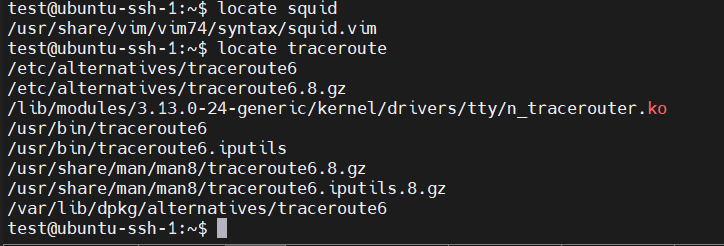 test@ubuntu-ssh-1:~$ locate squid
/usr/share/vim/vim74/syntax/squid.vim
test@ubuntu-ssh-1:~$ locate traceroute
/etc/alternatives/traceroute6
/etc/alternatives/traceroute6.8.gz
/lib/modules/3.13.0-24-generic/kernel/drivers/tty/n_tracerouter.ko
/usr/bin/traceroute6
/usr/bin/traceroute6.iputils
/usr/share/man/man8/traceroute6.8.gz
/usr/share/man/man8/traceroute6.iputils.8.gz
/var/lib/dpkg/alternatives/traceroute6
test@ubuntu-ssh-1:~$